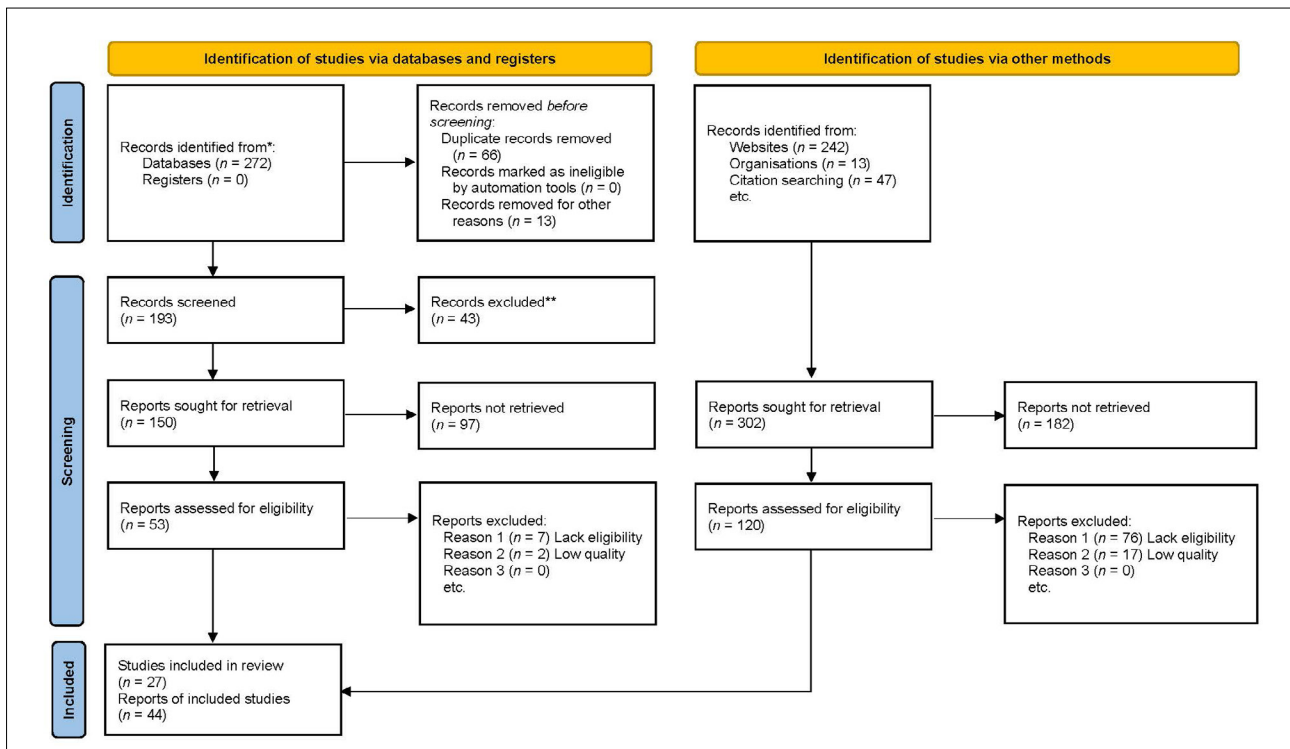 Identification of studies via databases and registers
Identification of studies via other methods
Identification
Records identified from*:
Databases (n = 272)
Registers (n = 0)
Records removed before
screening:
Duplicate records removed
(n = 66)
Records marked as ineligible
by automation tools (n = 0)
Records removed for other
reasons (n = 13)
Records identified from:
Websites (n = 242)
Organisations (n = 13)
Citation searching (n = 47)
etc.
Screening
Records screened
(n = 193)
Records excluded**
(n = 43)
Reports sought for retrieval
(n = 150)
Reports not retrieved
(n = 97)
Reports sought for retrieval
(n = 302)
Reports not retrieved
(n = 182)
Reports assessed for eligibility
(n = 53)
Reports excluded:
Reason 1 (n = 7) Lack eligibility
Reason 2 (n = 2) Low quality
Reason 3 (n = 0)
etc.
Reports assessed for eligibility
(n = 120)
Reports excluded:
Reason 1 (n = 76) Lack eligibility
Reason 2 (n = 17) Low quality
Reason 3 (n = 0)
etc.
Included
Studies included in review
(n = 27)
Reports of included studies
(n = 44)